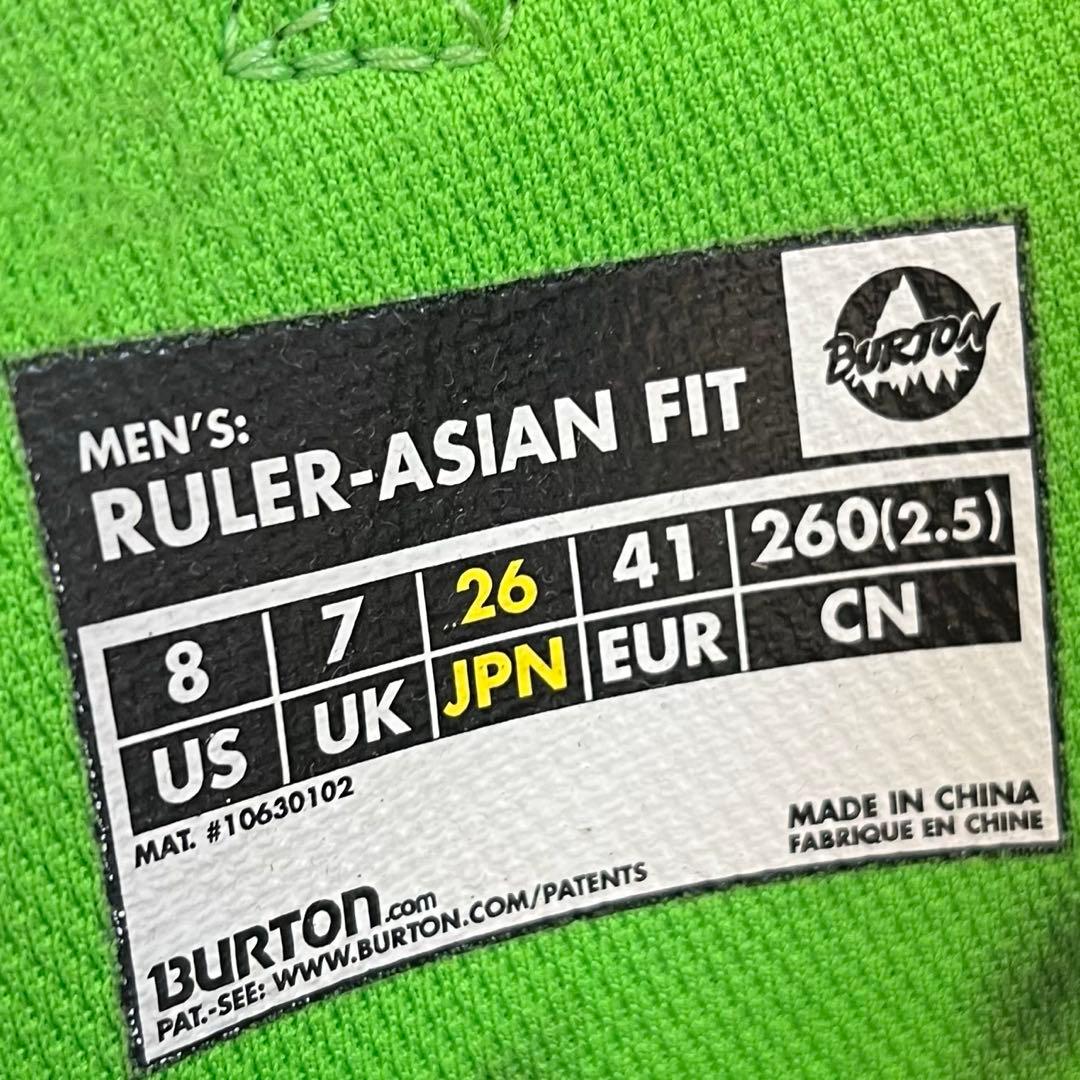 BURTON
MEN'S:
RULER-ASIAN FIT
8 7 26 41 260(2.5)
US UK JPN EUR CN
MAT. #10630102
MADE IN CHINA
FABRIQUE EN CHINE
BURTON.com
PAT.-SEE: WWW.BURTON.COM/PATENTS